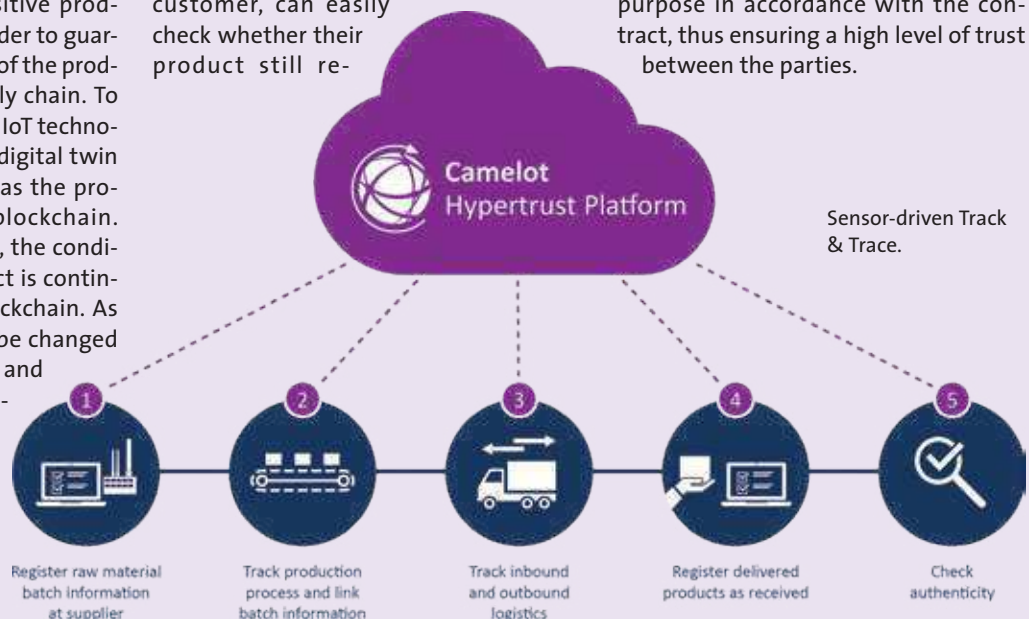 sitive prod-
der to guar-
of the prod-
ly chain. To
IoT techno-
digital twin
as the pro-
blockchain.
, the condi-
ct is contin-
ckchain. As
be changed
and
-
customer, can easily
check whether their
product still re-
purpose in accordance with the con-
tract, thus ensuring a high level of trust
between the parties.
Camelot
Hypertrust Platform
Sensor-driven Track
& Trace.
1
2
3
4
5
Register raw material
batch information
at supplier
Track production
process and link
batch information
Track inbound
and outbound
logistics
Register delivered
products as received
Check
authenticity